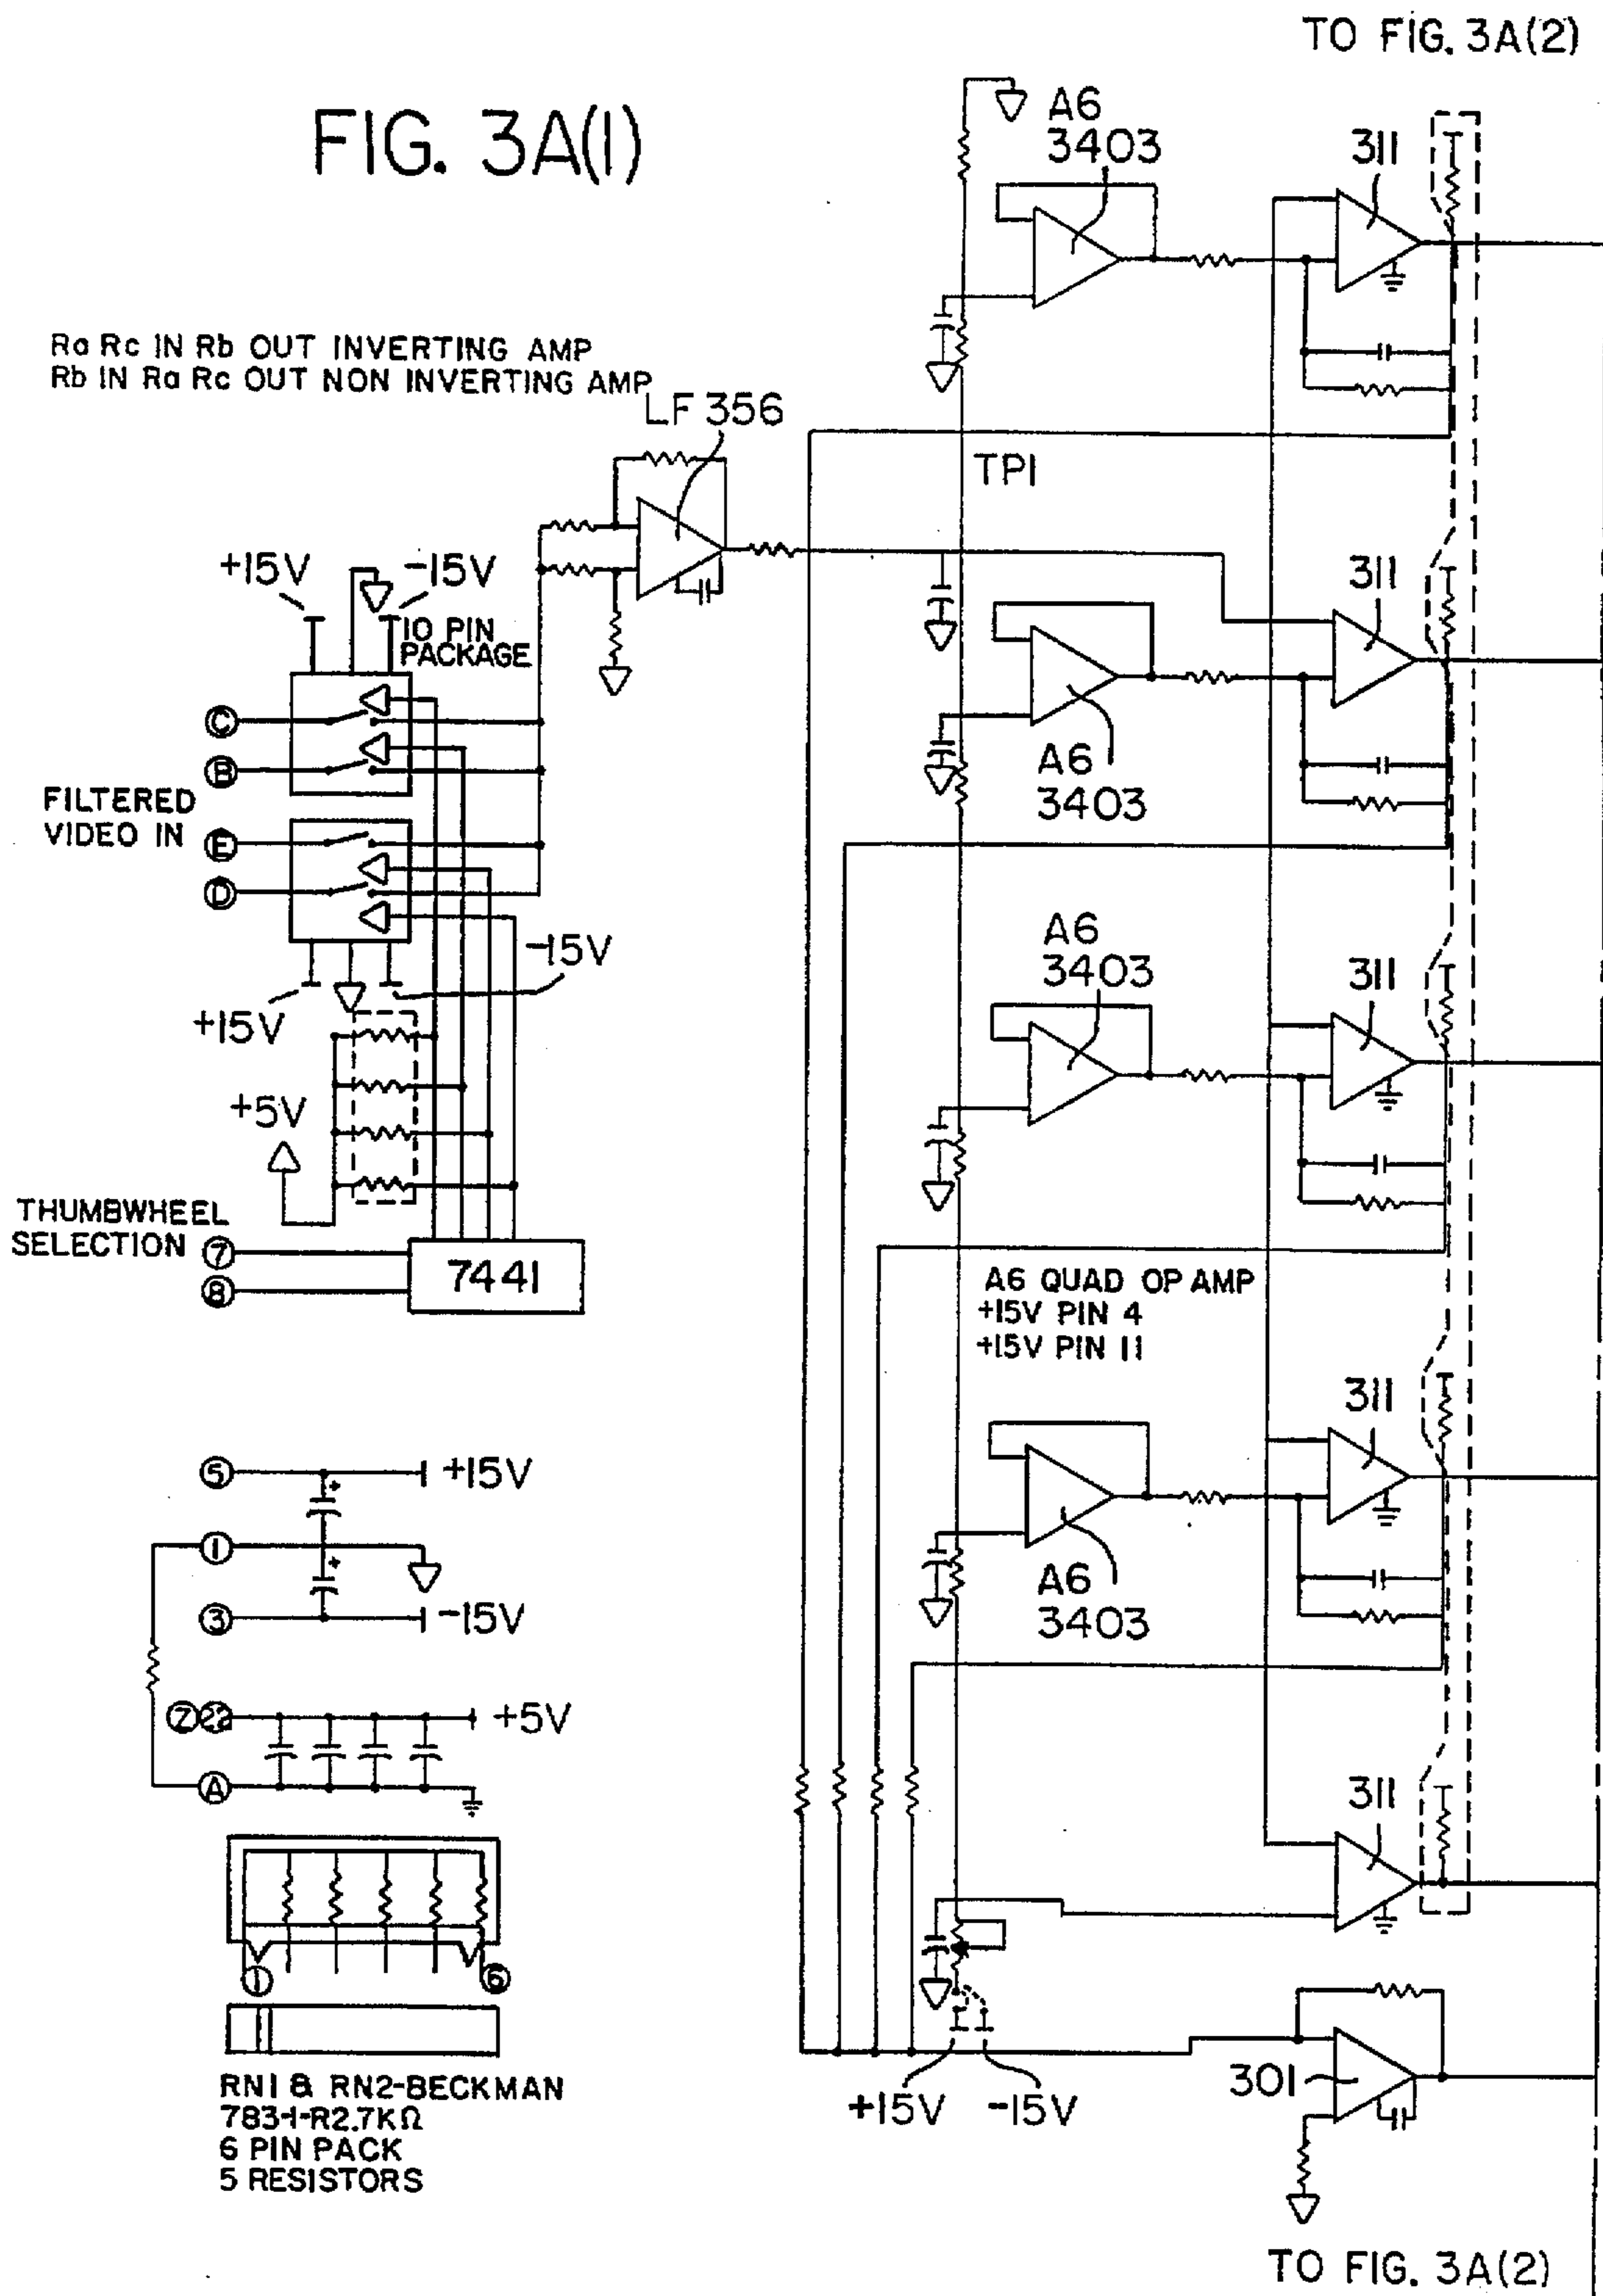 TO FIG. 3A(2)
FIG. 3A(1)
A6
3403
311
Ra Rc IN Rb OUT INVERTING AMP
Rb IN Ra Rc OUT NON INVERTING AMP
LF 356
TP1
+15V
-15V
10 PIN
PACKAGE
311
C
B
A6
3403
FILTERED
VIDEO IN
E
D
A6
3403
311
-15V
+15V
+5V
THUMBWHEEL
SELECTION
7
8
7441
A6 QUAD OP AMP
+15V PIN 4
+15V PIN 11
311
5
+15V
1
3
-15V
A6
3403
Z
22
+5V
A
311
1
6
RN1 & RN2-BECKMAN
783-1-R2.7KΩ
6 PIN PACK
5 RESISTORS
+15V
-15V
301
TO FIG. 3A(2)